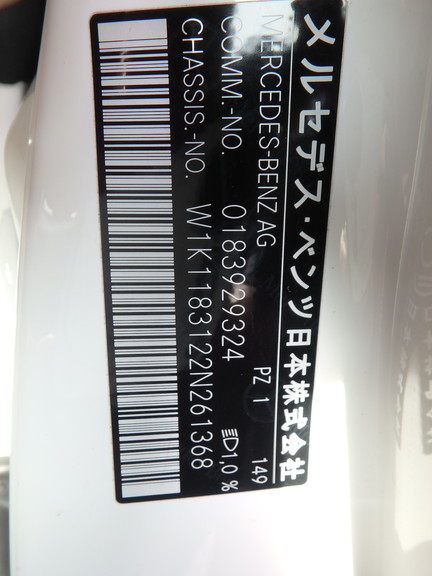 メルセデス・ベンツ日本株式会社
MERCEDES-BENZ AG PZ 1 149
COMM.-NO. 0183929324 1,0 %
CHASSIS.-NO. W1K1183122N261368